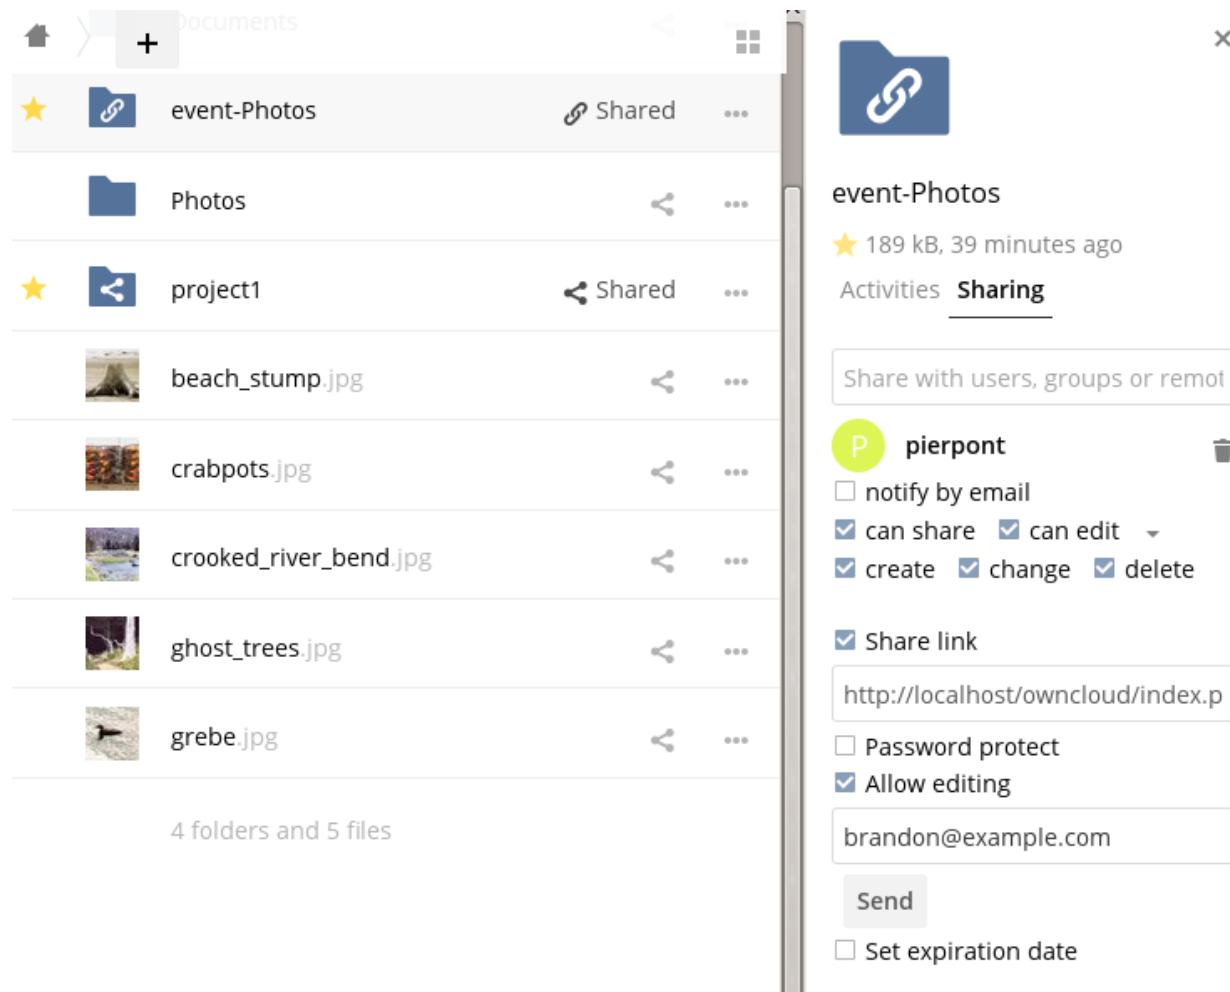 Documents
+
event-Photos Shared
Photos
project1 Shared
beach_stump.jpg
crabpots.jpg
crooked_river_bend.jpg
ghost_trees.jpg
grebe.jpg
4 folders and 5 files
event-Photos
189 kB, 39 minutes ago
Activities Sharing
Share with users, groups or remot
P pierpont
notify by email
can share can edit
create change delete
Share link
http://localhost/owncloud/index.p
Password protect
Allow editing
brandon@example.com
Send
Set expiration date